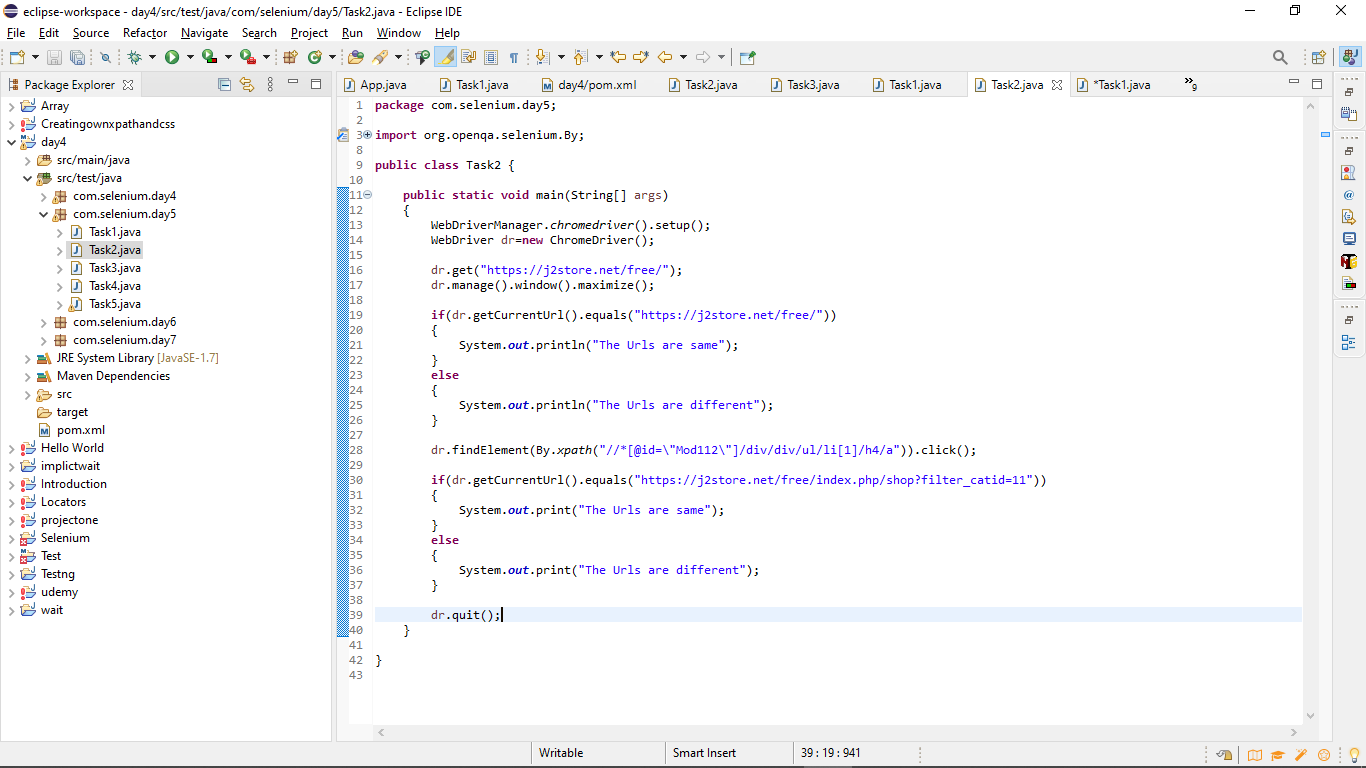 eclipse-workspace - day4/src/test/java/com/selenium/day5/Task2.java - Eclipse IDE
File Edit Source Refactor Navigate Search Project Run Window Help
Package Explorer
App.java Task1.java day4/pom.xml Task2.java Task3.java Task1.java Task2.java *Task1.java 9
Array
Creatingownxpathandcss
day4
src/main/java
src/test/java
com.selenium.day4
com.selenium.day5
Task1.java
Task2.java
Task3.java
Task4.java
Task5.java
com.selenium.day6
com.selenium.day7
JRE System Library [JavaSE-1.7]
Maven Dependencies
src
target
pom.xml
Hello World
implictwait
Introduction
Locators
projectone
Selenium
Test
Testng
udemy
wait
1 package com.selenium.day5;
2
3 import org.openqa.selenium.By;
8
9 public class Task2 {
10
11 public static void main(String[] args)
12 {
13 WebDriverManager.chromedriver().setup();
14 WebDriver dr=new ChromeDriver();
15
16 dr.get("https://j2store.net/free/");
17 dr.manage().window().maximize();
18
19 if(dr.getCurrentUrl().equals("https://j2store.net/free/"))
20 {
21 System.out.println("The Urls are same");
22 }
23 else
24 {
25 System.out.println("The Urls are different");
26 }
27
28 dr.findElement(By.xpath("//*[@id=\"Mod112\"]/div/div/ul/li[1]/h4/a")).click();
29
30 if(dr.getCurrentUrl().equals("https://j2store.net/free/index.php/shop?filter_catid=11"))
31 {
32 System.out.print("The Urls are same");
33 }
34 else
35 {
36 System.out.print("The Urls are different");
37 }
38
39 dr.quit();
40 }
41
42 }
43
Writable Smart Insert 39 : 19 : 941